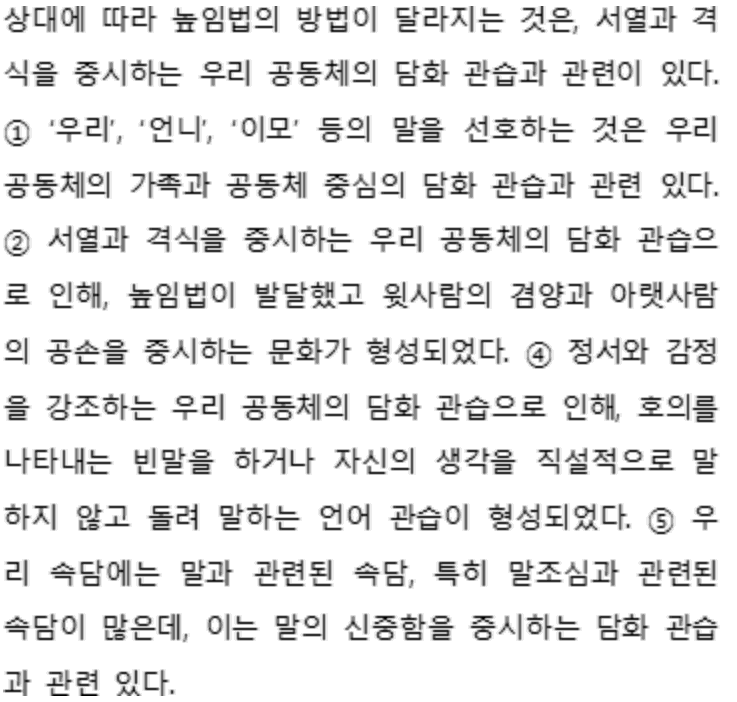 상대에 따라 높임법의 방법이 달라지는 것은, 서열과 격
식을 중시하는 우리 공동체의 담화 관습과 관련이 있다.
① ‘우리’, ‘언니’, ‘이모’ 등의 말을 선호하는 것은 우리
공동체의 가족과 공동체 중심의 담화 관습과 관련 있다.
② 서열과 격식을 중시하는 우리 공동체의 담화 관습으
로 인해, 높임법이 발달했고 윗사람의 겸양과 아랫사람
의 공손을 중시하는 문화가 형성되었다. ④ 정서와 감정
을 강조하는 우리 공동체의 담화 관습으로 인해, 호의를
나타내는 빈말을 하거나 자신의 생각을 직설적으로 말
하지 않고 돌려 말하는 언어 관습이 형성되었다. ⑤ 우
리 속담에는 말과 관련된 속담, 특히 말조심과 관련된
속담이 많은데, 이는 말의 신중함을 중시하는 담화 관습
과 관련 있다.